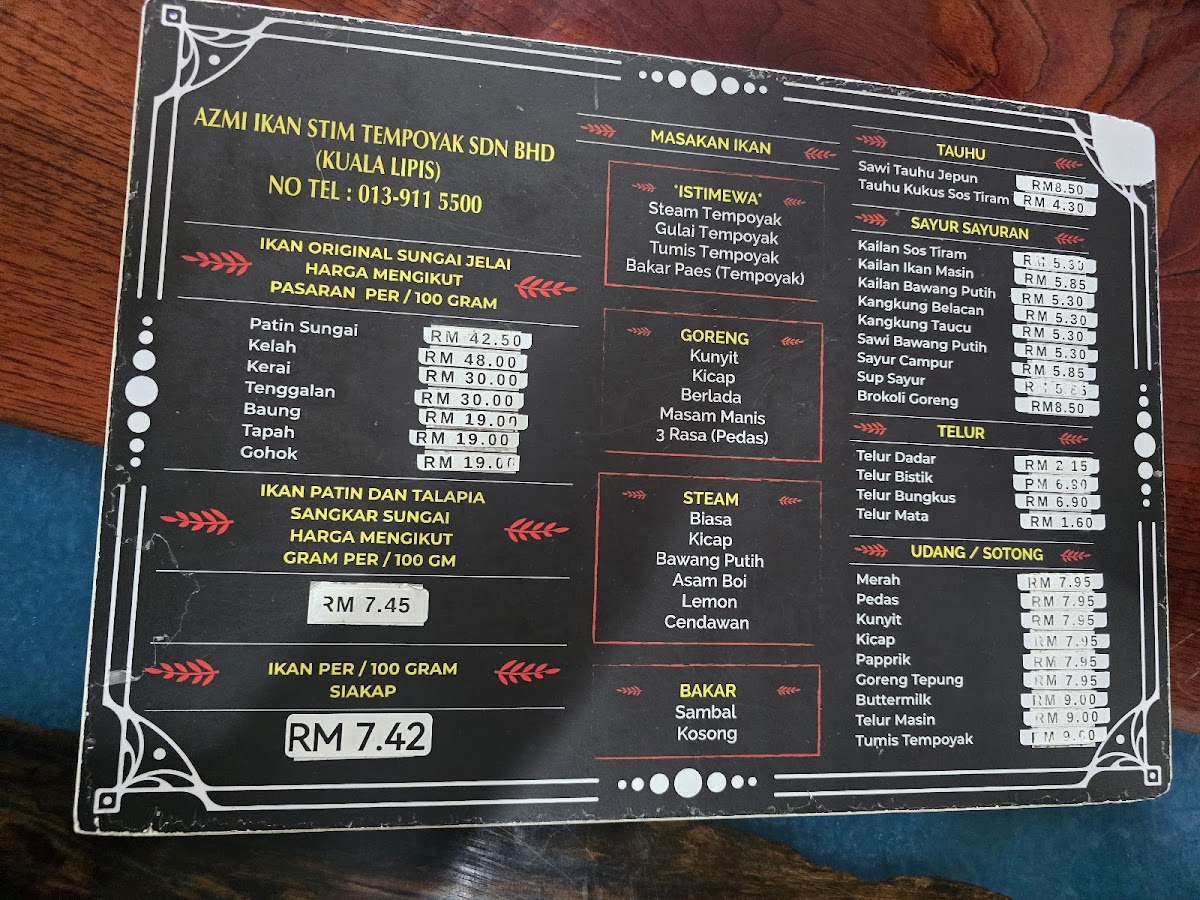 AZMI IKAN STIM TEMPOYAK SDN BHD
(KUALA LIPIS)
NO TEL : 013-911 5500
IKAN ORIGINAL SUNGAI JELAI
HARGA MENGIKUT
PASARAN PER / 100 GRAM
Patin Sungai RM 42.50
Kelah RM 48.00
Kerai RM 30.00
Tenggalan RM 30.00
Baung RM 19.00
Tapah RM 19.00
Gohok RM 19.00
IKAN PATIN DAN TALAPIA
SANGKAR SUNGAI
HARGA MENGIKUT
GRAM PER / 100 GM
RM 7.45
IKAN PER / 100 GRAM
SIAKAP
RM 7.42
MASAKAN IKAN
*ISTIMEWA*
Steam Tempoyak
Gulai Tempoyak
Tumis Tempoyak
Bakar Paes (Tempoyak)
GORENG
Kunyit
Kicap
Berlada
Masam Manis
3 Rasa (Pedas)
STEAM
Biasa
Kicap
Bawang Putih
Asam Boi
Lemon
Cendawan
BAKAR
Sambal
Kosong
TAUHU
Sawi Tauhu Jepun RM8.50
Tauhu Kukus Sos Tiram RM 4.30
SAYUR SAYURAN
Kailan Sos Tiram RM 5.30
Kailan Ikan Masin RM 5.85
Kailan Bawang Putih RM 5.30
Kangkung Belacan RM 5.30
Kangkung Taucu RM 5.30
Sawi Bawang Putih RM 5.30
Sayur Campur RM 5.85
Sup Sayur RM 5.85
Brokoli Goreng RM8.50
TELUR
Telur Dadar RM 2.15
Telur Bistik RM 6.90
Telur Bungkus RM 6.90
Telur Mata RM 1.60
UDANG / SOTONG
Merah RM 7.95
Pedas RM 7.95
Kunyit RM 7.95
Kicap RM 7.95
Papprik RM 7.95
Goreng Tepung RM 7.95
Buttermilk RM 9.00
Telur Masin RM 9.00
Tumis Tempoyak RM 9.00